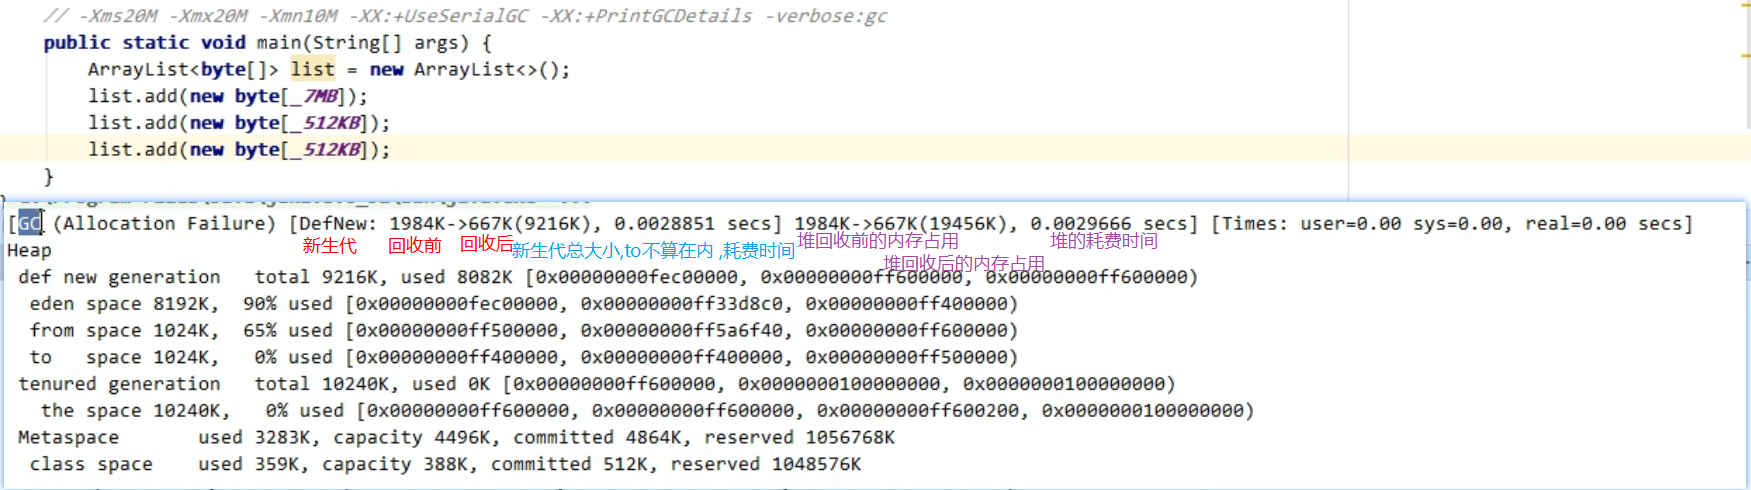 // -Xms20M -Xmx20M -Xmn10M -XX:+UseSerialGC -XX:+PrintGCDetails -verbose:gc
public static void main(String[] args) {
ArrayList<byte[]> list = new ArrayList<>();
list.add(new byte[_7MB]);
list.add(new byte[_512KB]);
list.add(new byte[_512KB]);
}
[GC (Allocation Failure) [DefNew: 1984K->667K(9216K), 0.0028851 secs] 1984K->667K(19456K), 0.0029666 secs] [Times: user=0.00 sys=0.00, real=0.00 secs]
新生代 回收前 回收后 新生代总大小,to不算在内 ,耗费时间 堆回收前的内存占用 堆的耗费时间
Heap 堆回收后的内存占用
def new generation total 9216K, used 8082K [0x00000000fec00000, 0x00000000ff600000, 0x00000000ff600000)
eden space 8192K, 90% used [0x00000000fec00000, 0x00000000ff33d8c0, 0x00000000ff400000)
from space 1024K, 65% used [0x00000000ff500000, 0x00000000ff5a6f40, 0x00000000ff600000)
to space 1024K, 0% used [0x00000000ff400000, 0x00000000ff400000, 0x00000000ff500000)
tenured generation total 10240K, used 0K [0x00000000ff600000, 0x0000000100000000, 0x0000000100000000)
the space 10240K, 0% used [0x00000000ff600000, 0x00000000ff600000, 0x00000000ff600200, 0x0000000100000000)
Metaspace used 3283K, capacity 4496K, committed 4864K, reserved 1056768K
class space used 359K, capacity 388K, committed 512K, reserved 1048576K